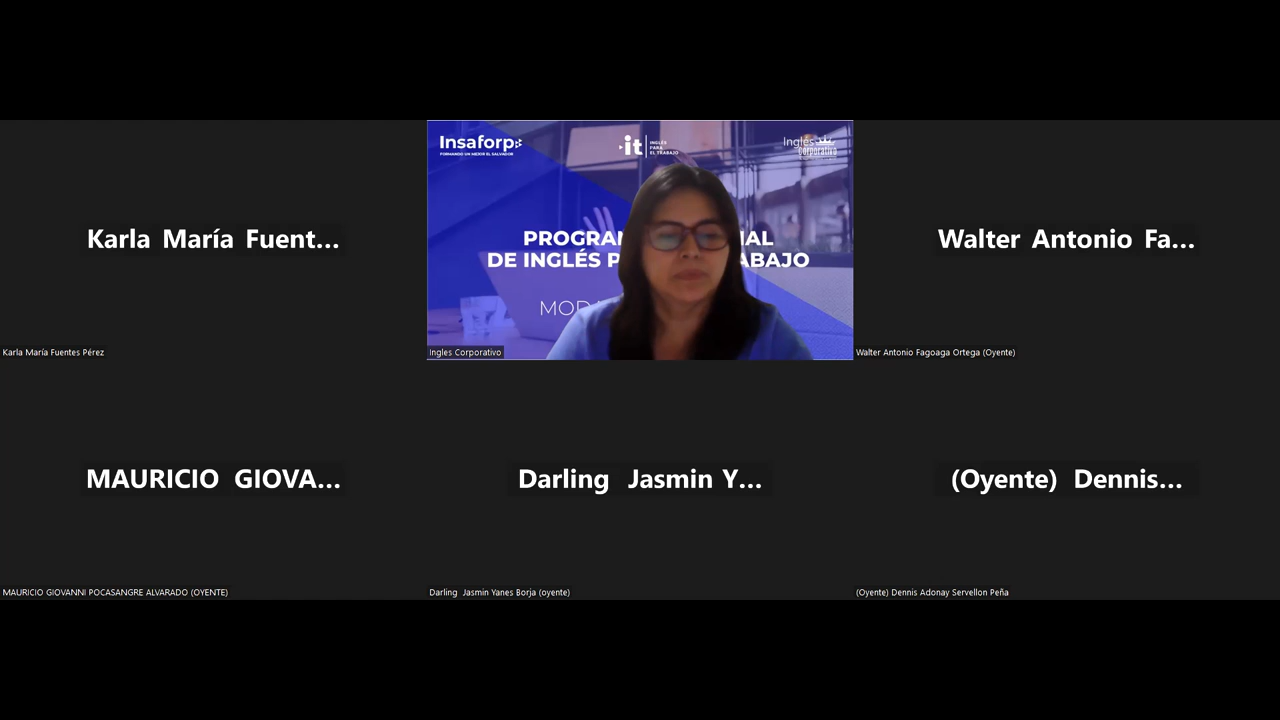 Insaforp
FORMANDO UN MEJOR EL SALVADOR
it
INGLÉS
PARA
EL TRABAJO
Inglés
corporativo
PROGRA
NAL
DE INGLÉS P
ABAJO
MOD
Karla María Fuent...
Walter Antonio Fa...
Karla María Fuentes Pérez
Ingles Corporativo
Walter Antonio Fagoaga Ortega (Oyente)
MAURICIO GIOVA...
Darling Jasmin Y...
(Oyente) Dennis...
MAURICIO GIOVANNI POCASANGRE ALVARADO (OYENTE)
Darling Jasmin Yanes Borja (oyente)
(Oyente) Dennis Adonay Servellon Peña